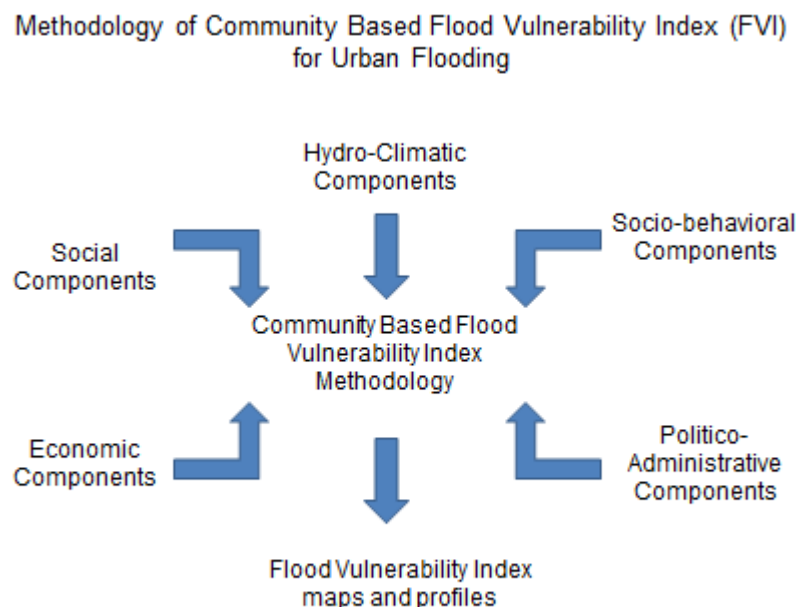 Methodology of Community Based Flood Vulnerability Index (FVI)
for Urban Flooding
Hydro-Climatic
Components
Social
Components
Socio-behavioral
Components
Community Based Flood
Vulnerability Index
Methodology
Economic
Components
Politico-
Administrative
Components
Flood Vulnerability Index
maps and profiles